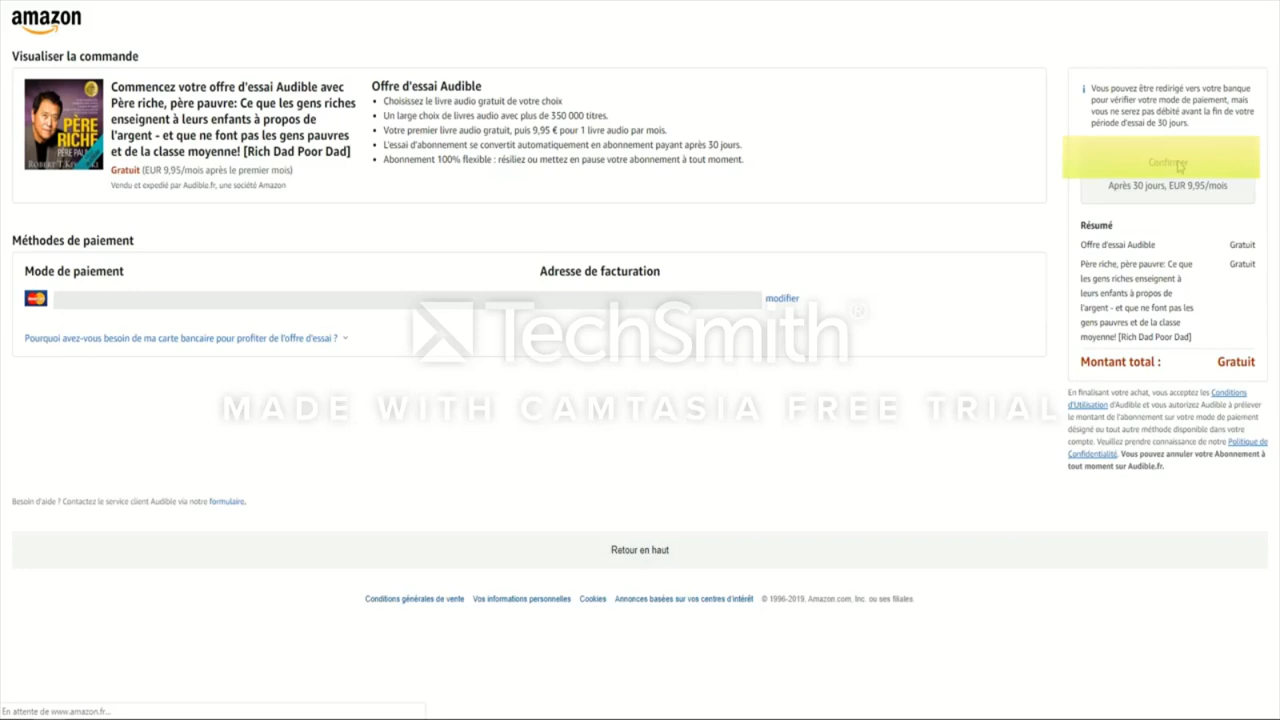 amazon
Visualiser la commande
Commencez votre offre d'essai Audible avec
Père riche, père pauvre: Ce que les gens riches
enseignent à leurs enfants à propos de
l'argent - et que ne font pas les gens pauvres
et de la classe moyenne! [Rich Dad Poor Dad]
Gratuit (EUR 9,95/mois après le premier mois)
Vendu et expedié par Audible.fr, une société Amazon
PÈRE
RICHE
Offre d'essai Audible
• Choisissez le livre audio gratuit de votre choix
• Un large choix de livres audio avec plus de 350 000 titres.
• Votre premier livre audio gratuit, puis 9,95 € pour 1 livre audio par mois.
• L'essai d'abonnement se convertit automatiquement en abonnement payant après 30 jours.
• Abonnement 100% flexible : résiliez ou mettez en pause votre abonnement à tout moment.
i Vous pouvez être redirigé vers votre banque
pour vérifier votre mode de paiement, mais
vous ne serez pas débité avant la fin de votre
période d'essai de 30 jours.
Confirmer
Après 30 jours, EUR 9,95/mois
Résumé
Offre d'essai Audible Gratuit
Père riche, père pauvre: Ce que Gratuit
les gens riches enseignent à
leurs enfants à propos de
l'argent - et que ne font pas les
gens pauvres et de la classe
moyenne! [Rich Dad Poor Dad]
Montant total : Gratuit
En finalisant votre achat, vous acceptez les Conditions
d'Utilisation d'Audible et vous autorizez Audible à prélever
le montant de l'abonnement sur votre mode de paiement
désigné ou tout autre méthode disponible dans votre
compte. Veuillez prendre connaissance de notre Politique de
Confidentialité. Vous pouvez annuler votre Abonnement à
tout moment sur Audible.fr.
Méthodes de paiement
Mode de paiement Adresse de facturation
modifier
Pourquoi avez-vous besoin de ma carte bancaire pour profiter de l'offre d'essai ?
TechSmith®
MADE WITH CAMTASIA FREE TRIAL
Besoin d'aide ? Contactez le service client Audible via notre formulaire.
Retour en haut
Conditions générales de vente Vos informations personnelles Cookies Annonces basées sur vos centres d'intérêt © 1996-2019, Amazon.com, Inc. ou ses filiales.
En attente de www.amazon.fr...